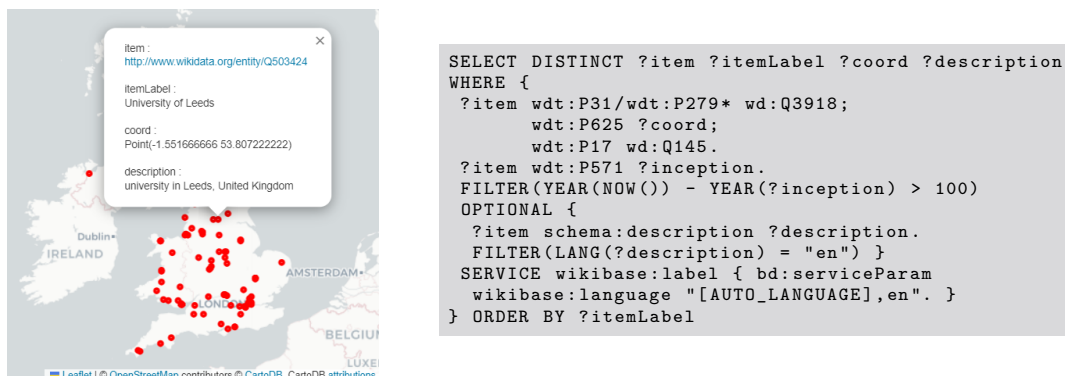 item :
http://www.wikidata.org/entity/Q503424
itemLabel :
University of Leeds
coord :
Point(-1.551666666 53.807222222)
description :
university in Leeds, United Kingdom
×
Dublin
IRELAND
AMSTERDAM
LONDON
BELGIU
LUXE
Leaflet | © OpenStreetMap contributors © CartoDB, CartoDB attributions
SELECT DISTINCT ?item ?itemLabel ?coord ?description
WHERE {
?item wdt:P31/wdt:P279* wd:Q3918;
wdt:P625 ?coord;
wdt:P17 wd:Q145.
?item wdt:P571 ?inception.
FILTER(YEAR(NOW()) - YEAR(?inception) > 100)
OPTIONAL {
?item schema:description ?description.
FILTER(LANG(?description) = "en") }
SERVICE wikibase:label { bd:serviceParam
wikibase:language "[AUTO_LANGUAGE],en". }
} ORDER BY ?itemLabel